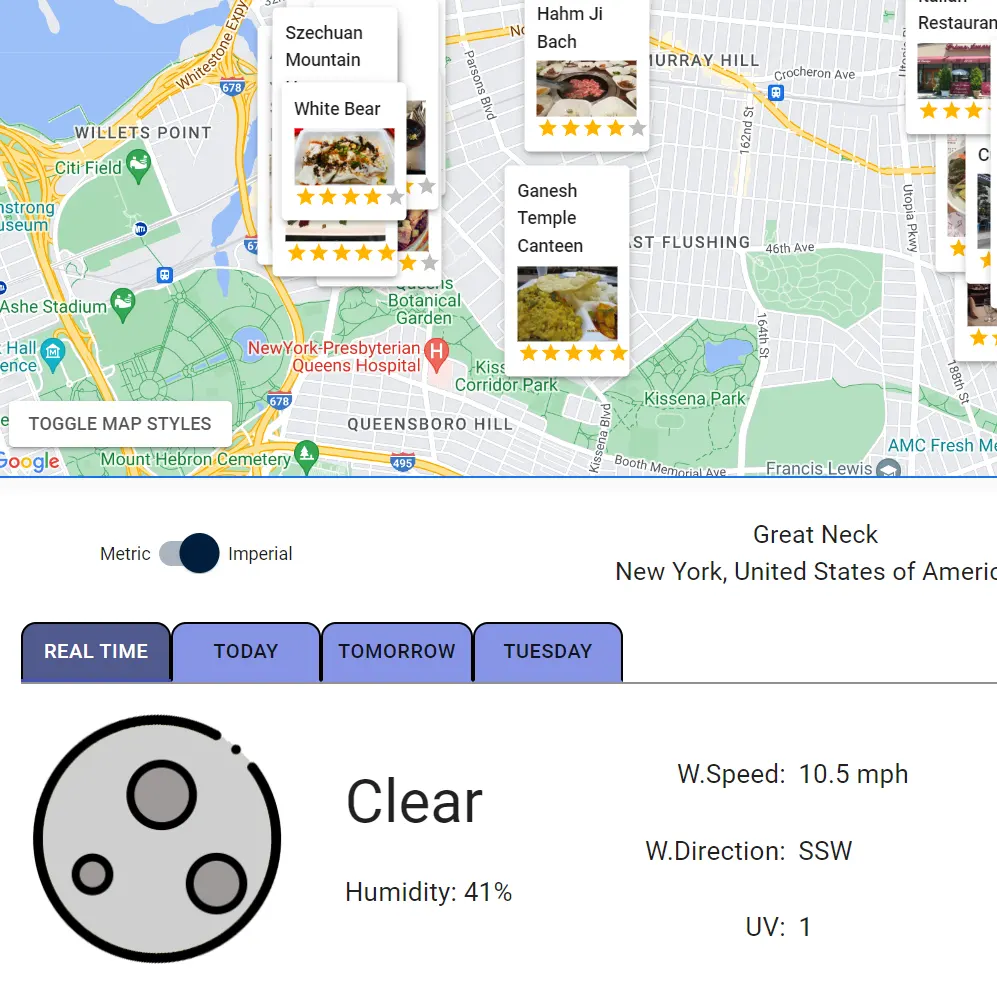 Szechuan
Mountain
White Bear
Hahm Ji
Bach
Restauran
Ganesh
Temple
Canteen
Whitestone Expy
678
WILLETS POINT
Citi Field
Parsons Blvd
MURRAY HILL
Crocheron Ave
162nd St
Utopia Pkwy
AST FLUSHING
46th Ave
Ashe Stadium
Queens
Botanical
Garden
NewYork-Presbyterian
Queens Hospital
H
Kiss
Corridor Park
164th St
188th St
Kissena Park
678
TOGGLE MAP STYLES
QUEENSBORO HILL
Kissena Blvd
Google
Mount Hebron Cemetery
495
Booth Memorial Ave
Francis Lewis
AMC Fresh Me
Metric
Imperial
Great Neck
New York, United States of Americ
REAL TIME
TODAY
TOMORROW
TUESDAY
Clear
Humidity: 41%
W.Speed: 10.5 mph
W.Direction: SSW
UV: 1